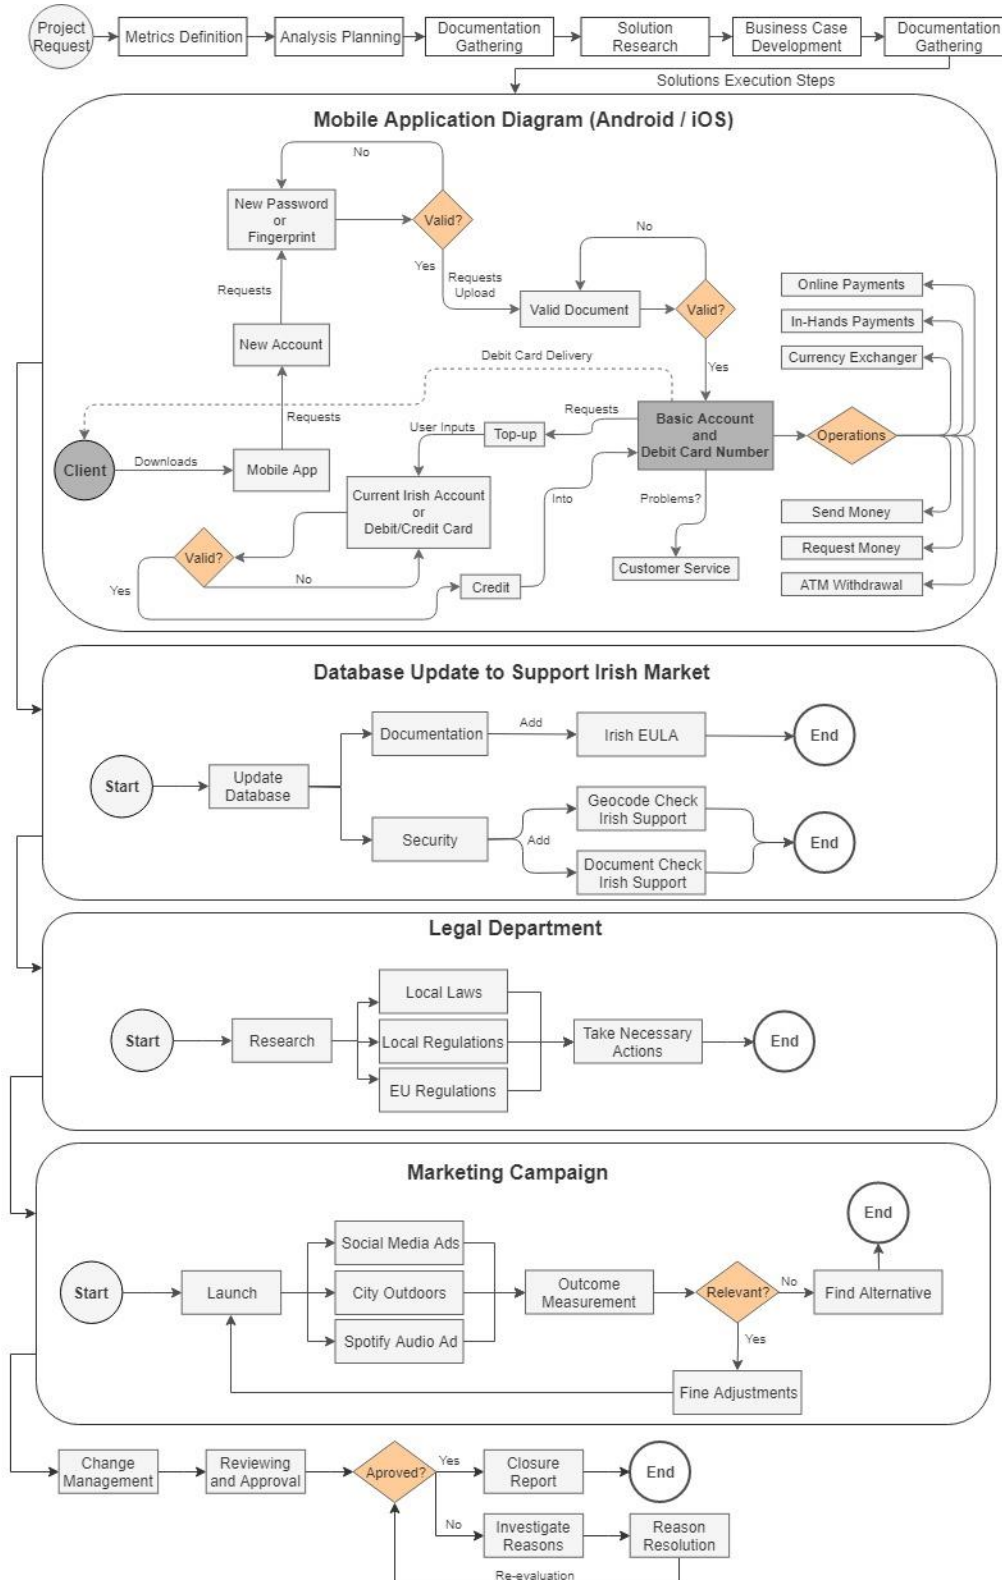 Project
Request
Metrics Definition
Analysis Planning
Documentation
Gathering
Solution
Research
Business Case
Development
Documentation
Gathering
Solutions Execution Steps
Mobile Application Diagram (Android / iOS)
No
New Password
or
Fingerprint
Valid?
Yes
Requests
Upload
No
Valid Document
Valid?
Yes
Requests
New Account
Requests
Debit Card Delivery
Client
Downloads
Mobile App
User Inputs
Top-up
Requests
Basic Account
and
Debit Card Number
Operations
Online Payments
In-Hands Payments
Currency Exchanger
Send Money
Request Money
ATM Withdrawal
Current Irish Account
or
Debit/Credit Card
Into
Problems?
Valid?
No
Yes
Credit
Customer Service
Database Update to Support Irish Market
Start
Update
Database
Documentation
Add
Irish EULA
End
Security
Add
Geocode Check
Irish Support
Document Check
Irish Support
End
Legal Department
Start
Research
Local Laws
Local Regulations
EU Regulations
Take Necessary
Actions
End
Marketing Campaign
Start
Launch
Social Media Ads
City Outdoors
Spotify Audio Ad
Outcome
Measurement
Relevant?
No
Find Alternative
End
Yes
Fine Adjustments
Change
Management
Reviewing
and Approval
Aproved?
Yes
Closure
Report
End
No
Investigate
Reasons
Reason
Resolution
Re-evaluation